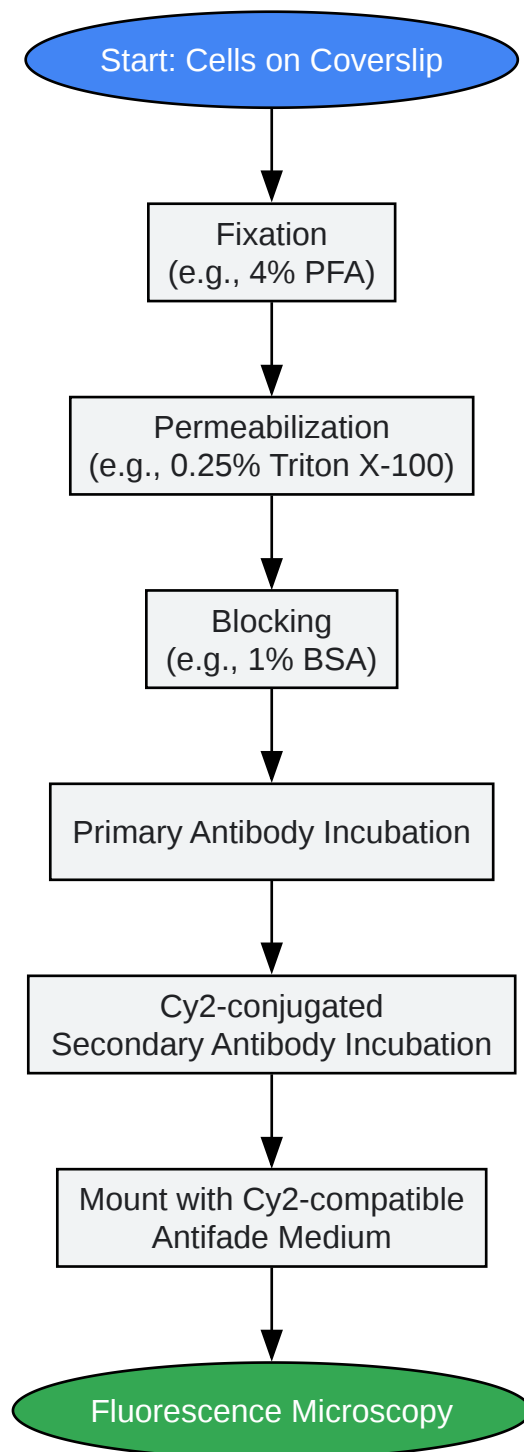 Start: Cells on Coverslip
Fixation
(e.g., 4% PFA)
Permeabilization
(e.g., 0.25% Triton X-100)
Blocking
(e.g., 1% BSA)
Primary Antibody Incubation
Cy2-conjugated
Secondary Antibody Incubation
Mount with Cy2-compatible
Antifade Medium
Fluorescence Microscopy